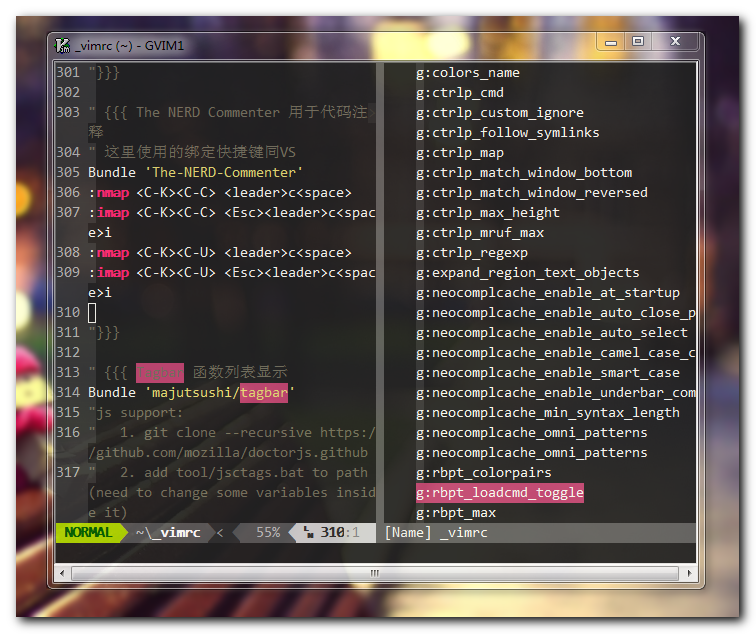 _vimrc (~) - GVIM1
301 "}}}
302
303 " {{{ The NERD Commenter 用于代码注
释
304 " 这里使用的绑定快捷键同VS
305 Bundle 'The-NERD-Commenter'
306 :nmap <C-K><C-C> <leader>c<space>
307 :imap <C-K><C-C> <Esc><leader>c<spac
e>i
308 :nmap <C-K><C-U> <leader>c<space>
309 :imap <C-K><C-U> <Esc><leader>c<spac
e>i
310
311 "}}}
312
313 " {{{ tagbar 函数列表显示
314 Bundle 'majutsushi/tagbar'
315 "js support:
316 "   1. git clone --recursive https:/
/github.com/mozilla/doctorjs.github
317 "   2. add tool/jsctags.bat to path
(need to change some variables insid
e it)
NORMAL ~\_vimrc < 55% 310:1
g:colors_name
g:ctrlp_cmd
g:ctrlp_custom_ignore
g:ctrlp_follow_symlinks
g:ctrlp_map
g:ctrlp_match_window_bottom
g:ctrlp_match_window_reversed
g:ctrlp_max_height
g:ctrlp_mruf_max
g:ctrlp_regexp
g:expand_region_text_objects
g:neocomplcache_enable_at_startup
g:neocomplcache_enable_auto_close_p
g:neocomplcache_enable_auto_select
g:neocomplcache_enable_camel_case_c
g:neocomplcache_enable_smart_case
g:neocomplcache_enable_underbar_com
g:neocomplcache_min_syntax_length
g:neocomplcache_omni_patterns
g:neocomplcache_omni_patterns
g:rbpt_colorpairs
g:rbpt_loadcmd_toggle
g:rbpt_max
[Name] _vimrc